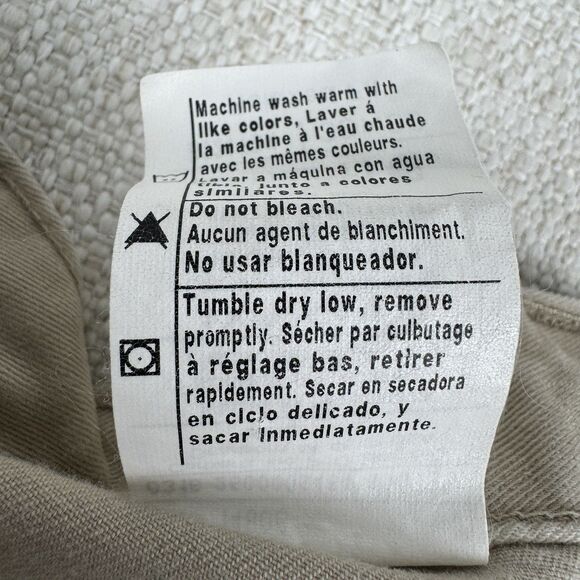 Machine wash warm with
like colors, Laver á
la machine à l'eau chaude
avec les mêmes couleurs.
Lavar a máquina con agua
tibia, junto a colores
similares.
Do not bleach.
Aucun agent de blanchiment.
No usar blanqueador.
Tumble dry low, remove
promptly. Sécher par culbutage
à réglage bas, retirer
rapidement. Secar en secadora
en ciclo delicado, y
sacar inmediatamente.